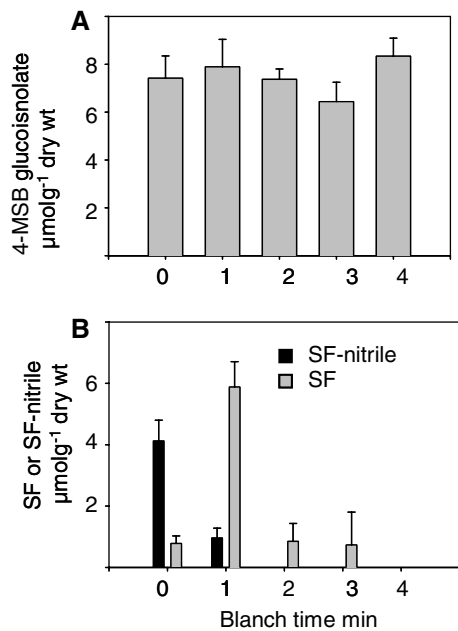 A
4-MSB glucoisnolate
µmolg-1 dry wt
8
6
4
2
0 1 2 3 4
B
SF or SF-nitrile
µmolg-1 dry wt
SF-nitrile
SF
6
4
2
0 1 2 3 4
Blanch time min